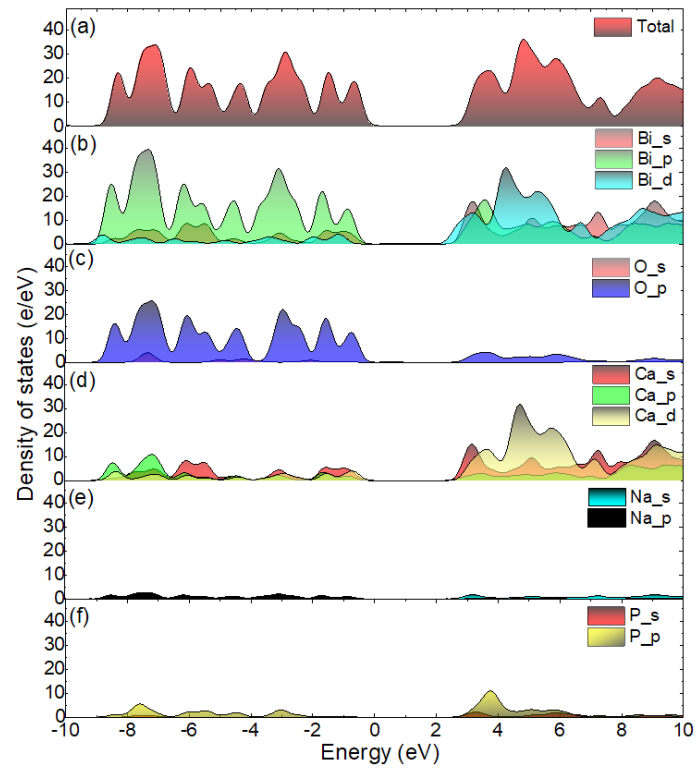 (a)
Total
40
30
20
10
0
(b)
Bi_s
Bi_p
Bi_d
40
30
20
10
0
(c)
O_s
O_p
40
30
20
10
0
(d)
Ca_s
Ca_p
Ca_d
40
30
20
10
0
(e)
Na_s
Na_p
40
30
20
10
0
(f)
P_s
P_p
40
30
20
10
0
Density of states (e/eV)
-10 -8 -6 -4 -2 0 2 4 6 8 10
Energy (eV)